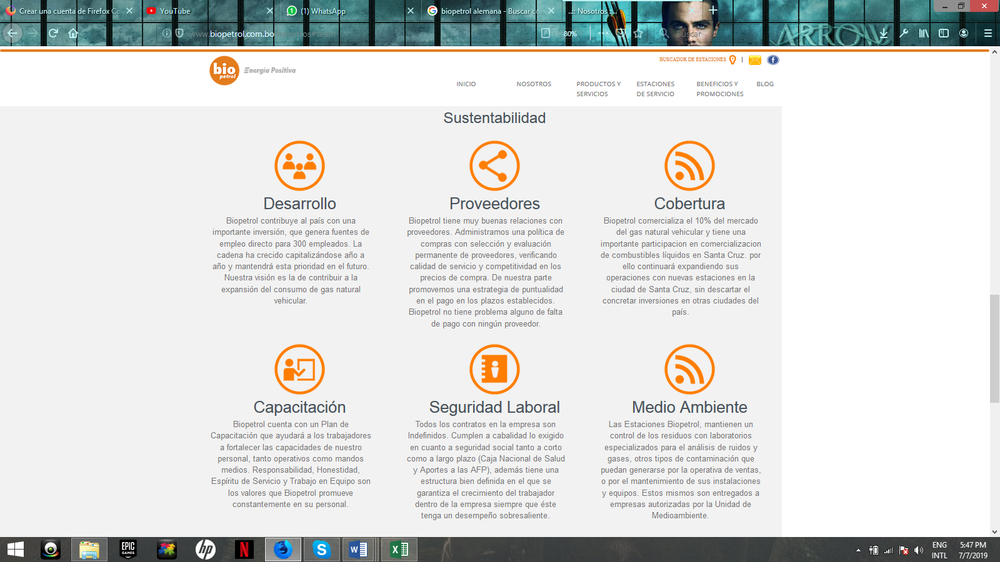 Crear una cuenta de Firefox Co
YouTube
(1) WhatsApp
biopetrol alemana - Buscar con
..:: Nosotros ::..
www.biopetrol.com.bo
80%
Buscar
ARROW
BUSCADOR DE ESTACIONES
bio
petrol
Energía Positiva
INICIO
NOSOTROS
PRODUCTOS Y
SERVICIOS
ESTACIONES
DE SERVICIO
BENEFICIOS Y
PROMOCIONES
BLOG
Sustentabilidad
Desarrollo
Biopetrol contribuye al país con una
importante inversión, que genera fuentes de
empleo directo para 300 empleados. La
cadena ha crecido capitalizándose año a
año y mantendrá esta prioridad en el futuro.
Nuestra visión es la de contribuir a la
expansión del consumo de gas natural
vehicular.
Proveedores
Biopetrol tiene muy buenas relaciones con
proveedores. Administramos una política de
compras con selección y evaluación
permanente de proveedores, verificando
calidad de servicio y competitividad en los
precios de compra. De nuestra parte
promovemos una estrategia de puntualidad
en el pago en los plazos establecidos.
Biopetrol no tiene problema alguno de falta
de pago con ningún proveedor.
Cobertura
Biopetrol comercializa el 10% del mercado
del gas natural vehicular y tiene una
importante participacion en comercializacion
de combustibles líquidos en Santa Cruz. por
ello continuará expandiendo sus
operaciones con nuevas estaciones en la
ciudad de Santa Cruz, sin descartar el
concretar inversiones en otras ciudades del
país.
Capacitación
Biopetrol cuenta con un Plan de
Capacitación que ayudará a los trabajadores
a fortalecer las capacidades de nuestro
personal, tanto operativos como mandos
medios. Responsabilidad, Honestidad,
Espíritu de Servicio y Trabajo en Equipo son
los valores que Biopetrol promueve
constantemente en su personal.
Seguridad Laboral
Todos los contratos en la empresa son
Indefinidos. Cumplen a cabalidad lo exigido
en cuanto a seguridad social tanto a corto
como a largo plazo (Caja Nacional de Salud
y Aportes a las AFP), además tiene una
estructura bien definida en el que se
garantiza el crecimiento del trabajador
dentro de la empresa siempre que éste
tenga un desempeño sobresaliente.
Medio Ambiente
Las Estaciones Biopetrol, mantienen un
control de los residuos con laboratorios
especializados para el análisis de ruidos y
gases, otros tipos de contaminación que
puedan generarse por la operativa de ventas,
o por el mantenimiento de sus instalaciones
y equipos. Estos mismos son entregados a
empresas autorizadas por la Unidad de
Medioambiente.
EPIC
GAMES
hp
N
S
W
X
ENG
INTL
5:47 PM
7/7/2019